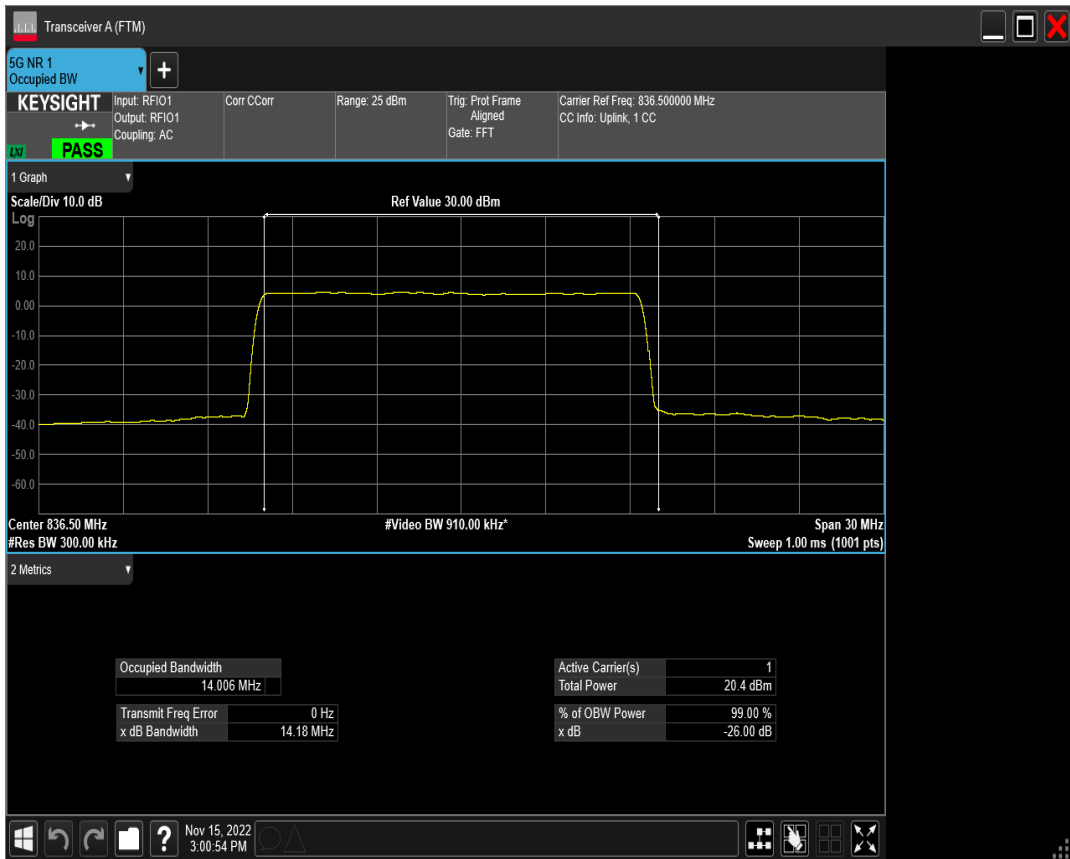 Transceiver A (FTM)
5G NR 1
Occupied BW
+
KEYSIGHT
LXI
PASS
Input: RFIO1
Output: RFIO1
Coupling: AC
Corr CCorr
Range: 25 dBm
Trig: Prot Frame
Aligned
Gate: FFT
Carrier Ref Freq: 836.500000 MHz
CC Info: Uplink, 1 CC
1 Graph
Scale/Div 10.0 dB
Ref Value 30.00 dBm
Log
20.0
10.0
0.00
-10.0
-20.0
-30.0
-40.0
-50.0
-60.0
Center 836.50 MHz
#Video BW 910.00 kHz*
Span 30 MHz
#Res BW 300.00 kHz
Sweep 1.00 ms (1001 pts)
2 Metrics
Occupied Bandwidth
14.006 MHz
Transmit Freq Error 0 Hz
x dB Bandwidth 14.18 MHz
Active Carrier(s) 1
Total Power 20.4 dBm
% of OBW Power 99.00 %
x dB -26.00 dB
?
Nov 15, 2022
3:00:54 PM